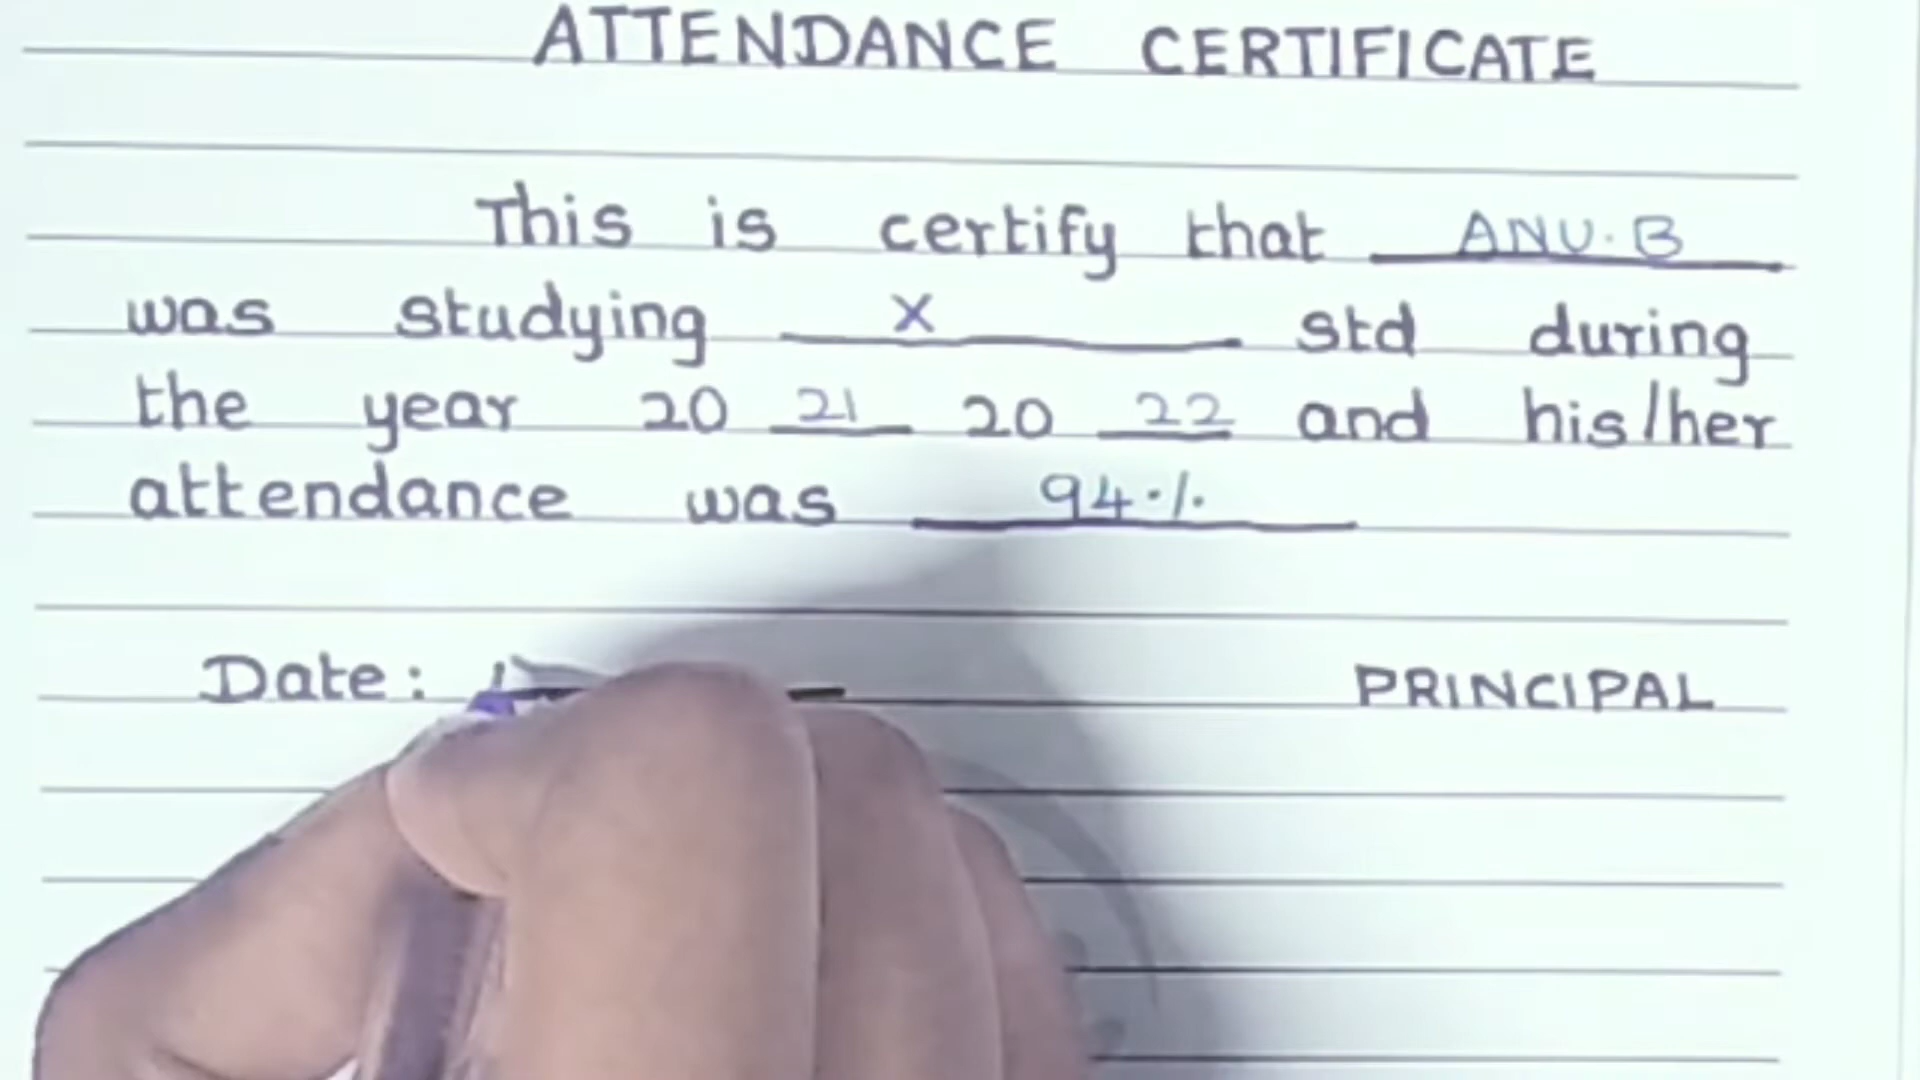 ATTENDANCE CERTIFICATE
This is certify that ANU.B
was studying X std during
the year 20 21 20 22 and his/her
attendance was 94%
Date: PRINCIPAL